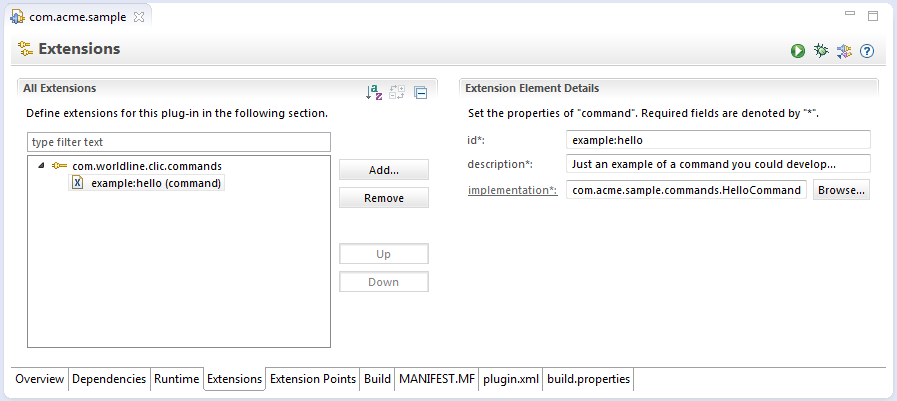 com.acme.sample
Extensions
All Extensions
Define extensions for this plug-in in the following section.
type filter text
com.worldline.clic.commands
example:hello (command)
Add...
Remove
Up
Down
Extension Element Details
Set the properties of "command". Required fields are denoted by "*".
id*: example:hello
description*: Just an example of a command you could develop...
implementation*: com.acme.sample.commands.HelloCommand Browse...
Overview Dependencies Runtime Extensions Extension Points Build MANIFEST.MF plugin.xml build.properties